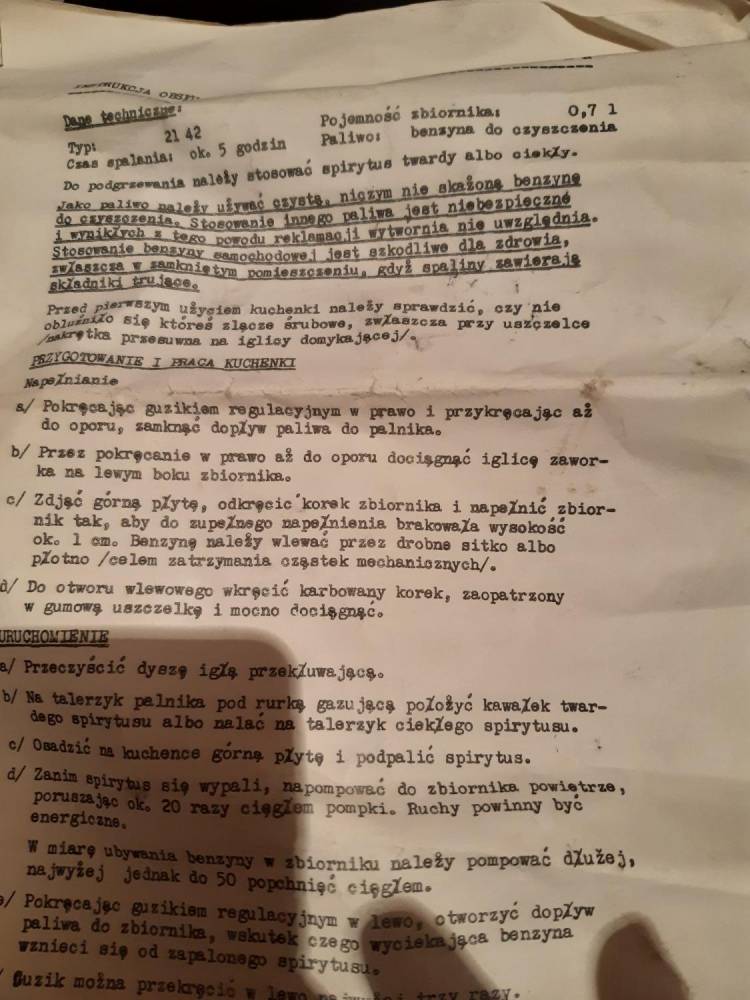 INSTRUKCJA OBSŁU
Dane techniczne:
Typ: 21 42 Pojemność zbiornika: 0,7 l
Czas spalania: ok. 5 godzin Paliwo: benzyna do czyszczenia
Do podgrzewania należy stosować spirytus twardy albo ciekły.
Jako paliwo należy używać czystą, niczym nie skażoną benzynę
do czyszczenia. Stosowanie innego paliwa jest niebezpieczne
i wynikłych z tego powodu reklamacji wytwórnia nie uwzględnia.
Stosowanie benzyny samochodowej jest szkodliwe dla zdrowia,
zwłaszcza w zamkniętym pomieszczeniu, gdyż spaliny zawierają
składniki trujące.
Przed pierwszym użyciem kuchenki należy sprawdzić, czy nie
obluźniło się któreś złącze śrubowe, zwłaszcza przy uszczelce
/nakrętka przesuwna na iglicy domykającej/.
PRZYGOTOWANIE I PRACA KUCHENKI
Napełnianie
a/ Pokręcając guzikiem regulacyjnym w prawo i przykręcając aż
do oporu, zamknąć dopływ paliwa do palnika.
b/ Przez pokręcanie w prawo aż do oporu dociągnąć iglicę zawor-
ka na lewym boku zbiornika.
c/ Zdjąć górną płytę, odkręcić korek zbiornika i napełnić zbior-
nik tak, aby do zupełnego napełnienia brakowała wysokość
ok. 1 cm. Benzynę należy wlewać przez drobne sitko albo
płótno /celem zatrzymania cząstek mechanicznych/.
d/ Do otworu wlewowego wkręcić karbowany korek, zaopatrzony
w gumową uszczelkę i mocno dociągnąć.
URUCHOMIENIE
a/ Przeczyścić dyszę igłą przekłuwającą.
b/ Na talerzyk palnika pod rurką gazującą położyć kawałek twar-
dego spirytusu albo nalać na talerzyk ciekłego spirytusu.
c/ Osadzić na kuchence górną płytę i podpalić spirytus.
d/ Zanim spirytus się wypali, napompować do zbiornika powietrze,
poruszając ok. 20 razy cięgłem pompki. Ruchy powinny być
energiczne.
W miarę ubywania benzyny w zbiorniku należy pompować dłużej,
najwyżej jednak do 50 popchnięć cięgłem.
e/ Pokręcając guzikiem regulacyjnym w lewo, otworzyć dopływ
paliwa do zbiornika, wskutek czego wyciekająca benzyna
wznieci się od zapalonego spirytusu.
/ Guzik można przekręcić w lewo najwyżej trzy razy.